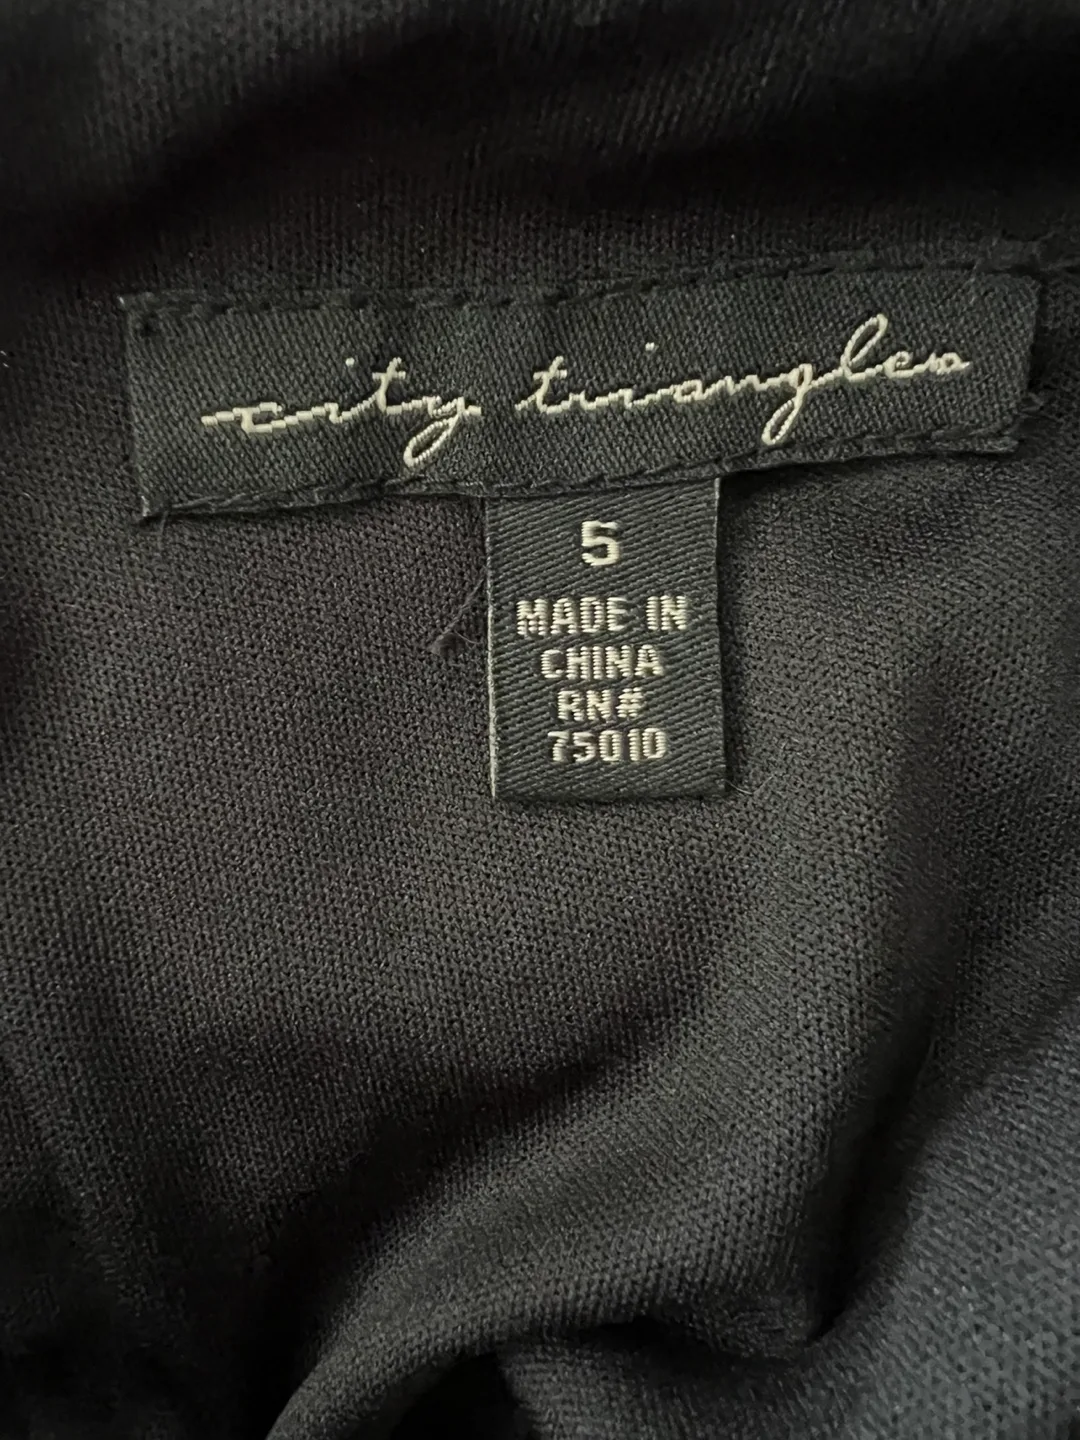 city triangles
5
MADE IN
CHINA
RN#
75010